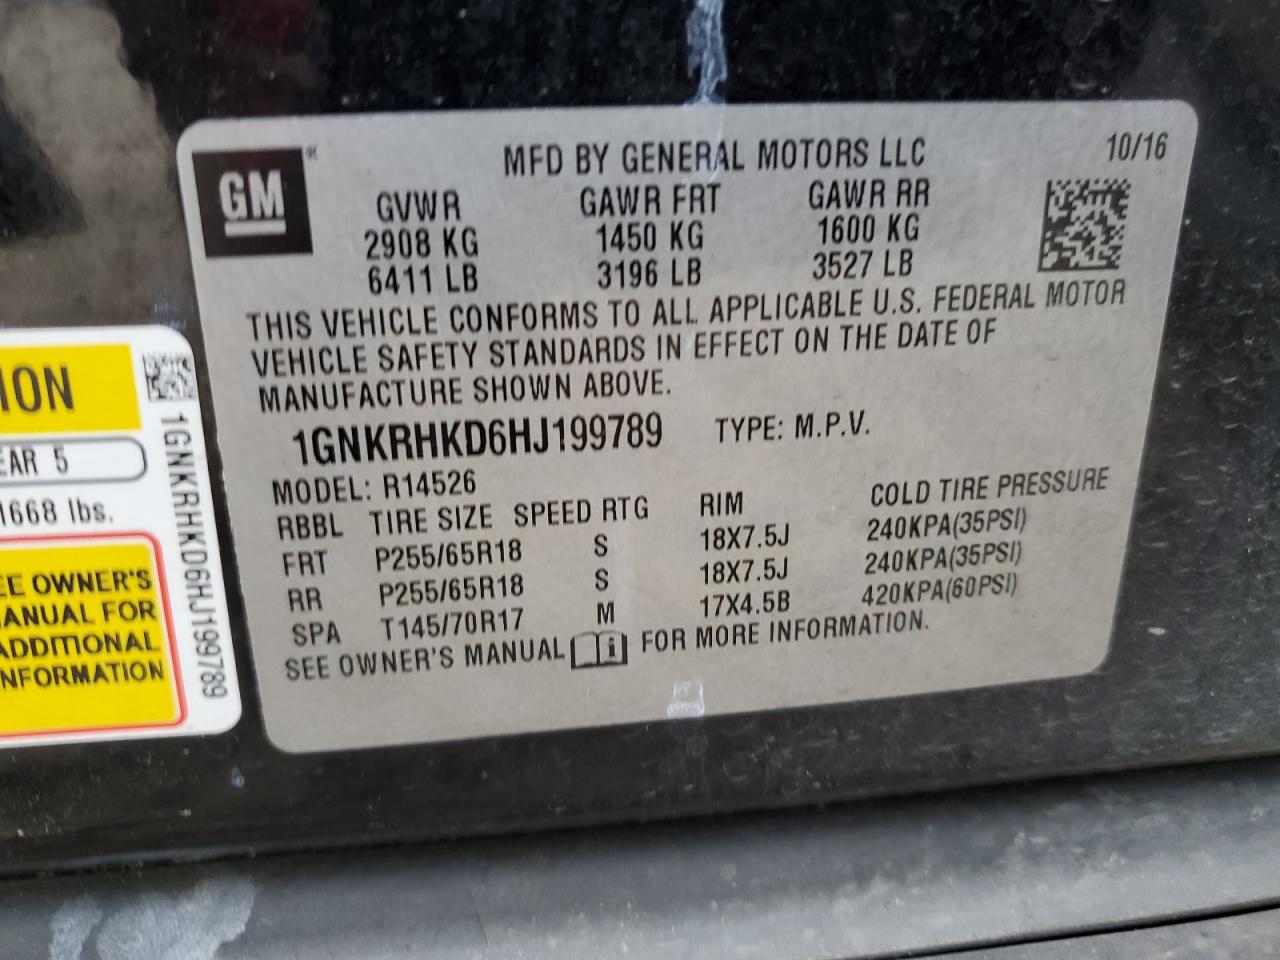 GM
MFD BY GENERAL MOTORS LLC
10/16
GVWR GAWR FRT GAWR RR
2908 KG 1450 KG 1600 KG
6411 LB 3196 LB 3527 LB
THIS VEHICLE CONFORMS TO ALL APPLICABLE U.S. FEDERAL MOTOR
VEHICLE SAFETY STANDARDS IN EFFECT ON THE DATE OF
MANUFACTURE SHOWN ABOVE.
1GNKRHKD6HJ199789 TYPE: M.P.V.
MODEL: R14526
RBBL TIRE SIZE SPEED RTG RIM COLD TIRE PRESSURE
FRT P255/65R18 S 18X7.5J 240KPA(35PSI)
RR P255/65R18 S 18X7.5J 240KPA(35PSI)
SPA T145/70R17 M 17X4.5B 420KPA(60PSI)
SEE OWNER'S MANUAL i FOR MORE INFORMATION.
ION
EAR 5
1668 lbs.
EE OWNER'S
ANUAL FOR
ADDITIONAL
NFORMATION
1GNKRHKD6HJ199789